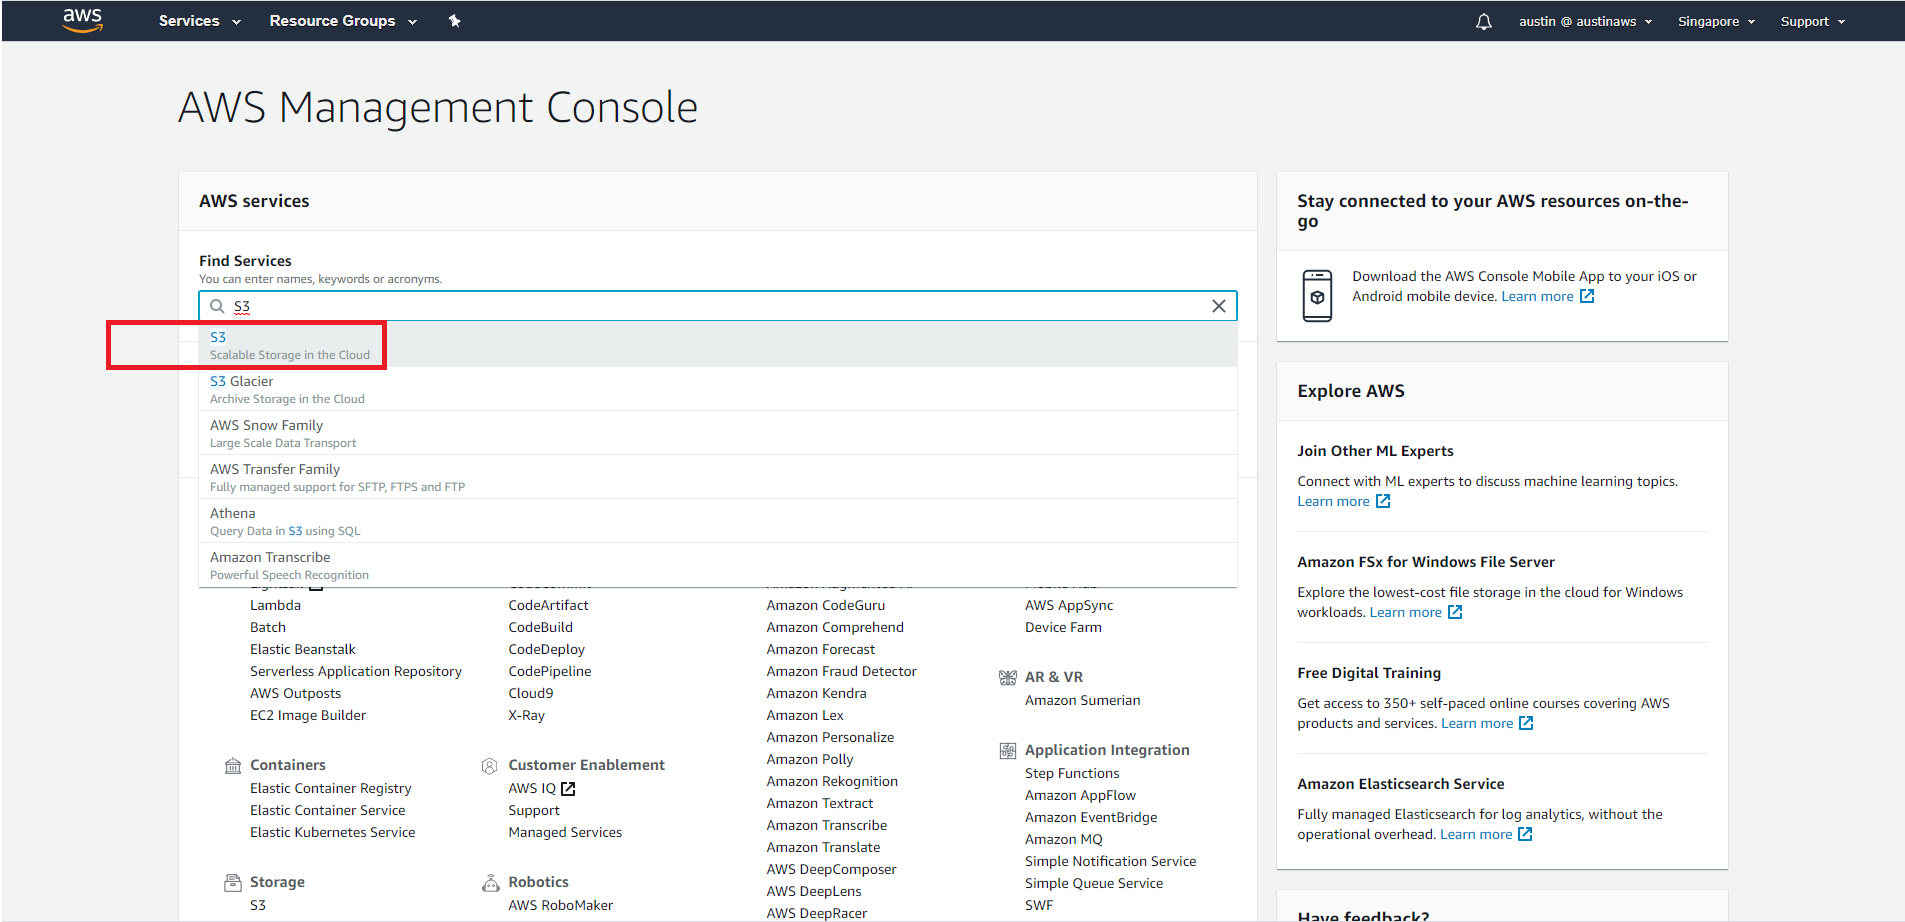 aws Services Resource Groups austin @ austinaws Singapore Support
AWS Management Console
AWS services
Find Services
You can enter names, keywords or acronyms.
S3
S3
Scalable Storage in the Cloud
S3 Glacier
Archive Storage in the Cloud
AWS Snow Family
Large Scale Data Transport
AWS Transfer Family
Fully managed support for SFTP, FTPS and FTP
Athena
Query Data in S3 using SQL
Amazon Transcribe
Powerful Speech Recognition
Lambda
Batch
Elastic Beanstalk
Serverless Application Repository
AWS Outposts
EC2 Image Builder
Containers
Elastic Container Registry
Elastic Container Service
Elastic Kubernetes Service
Storage
S3
CodeArtifact
CodeBuild
CodeDeploy
CodePipeline
Cloud9
X-Ray
Customer Enablement
AWS IQ
Support
Managed Services
Robotics
AWS RoboMaker
Amazon CodeGuru
Amazon Comprehend
Amazon Forecast
Amazon Fraud Detector
Amazon Kendra
Amazon Lex
Amazon Personalize
Amazon Polly
Amazon Rekognition
Amazon Textract
Amazon Transcribe
Amazon Translate
AWS DeepComposer
AWS DeepLens
AWS DeepRacer
AWS AppSync
Device Farm
AR & VR
Amazon Sumerian
Application Integration
Step Functions
Amazon AppFlow
Amazon EventBridge
Amazon MQ
Simple Notification Service
Simple Queue Service
SWF
Stay connected to your AWS resources on-the-
go
Download the AWS Console Mobile App to your iOS or
Android mobile device. Learn more
Explore AWS
Join Other ML Experts
Connect with ML experts to discuss machine learning topics.
Learn more
Amazon FSx for Windows File Server
Explore the lowest-cost file storage in the cloud for Windows
workloads. Learn more
Free Digital Training
Get access to 350+ self-paced online courses covering AWS
products and services. Learn more
Amazon Elasticsearch Service
Fully managed Elasticsearch for log analytics, without the
operational overhead. Learn more
Have feedback?